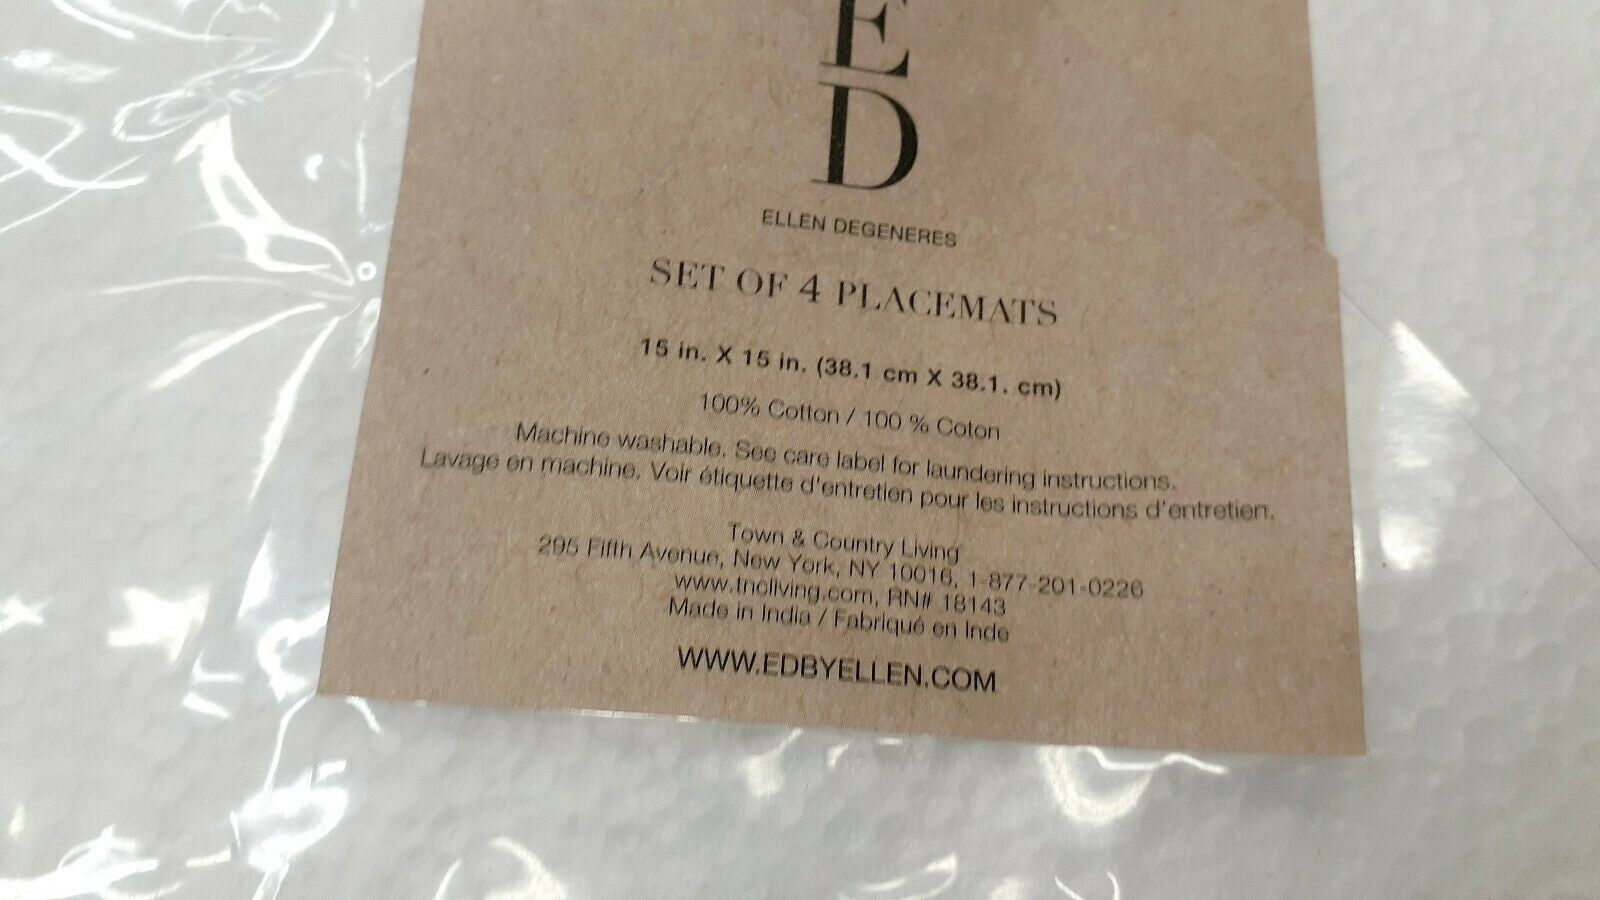 E
D
ELLEN DEGENERES
SET OF 4 PLACEMATS
15 in. X 15 in. (38.1 cm X 38.1. cm)
100% Cotton / 100 % Coton
Machine washable. See care label for laundering instructions.
Lavage en machine. Voir étiquette d'entretien pour les instructions d'entretien.
Town & Country Living
295 Fifth Avenue, New York, NY 10016, 1-877-201-0226
www.tncliving.com, RN# 18143
Made in India / Fabriqué en Inde
WWW.EDBYELLEN.COM